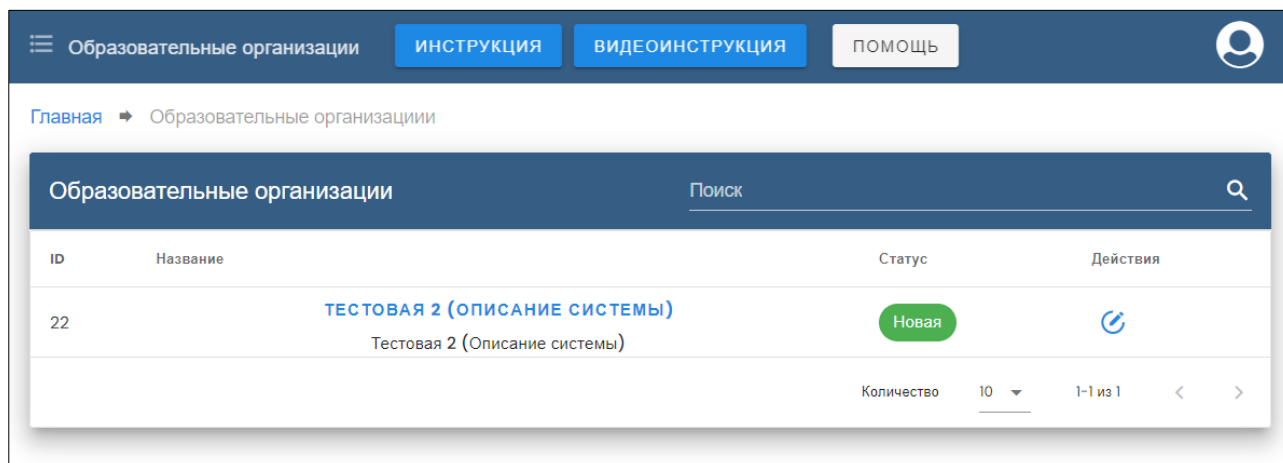 Образовательные организации ИНСТРУКЦИЯ ВИДЕОИНСТРУКЦИЯ ПОМОЩЬ
Главная Образовательные организациии
Образовательные организации Поиск
ID Название Статус Действия
22 ТЕСТОВАЯ 2 (ОПИСАНИЕ СИСТЕМЫ) Новая
Тестовая 2 (Описание системы)
Количество 10 1-1 из 1